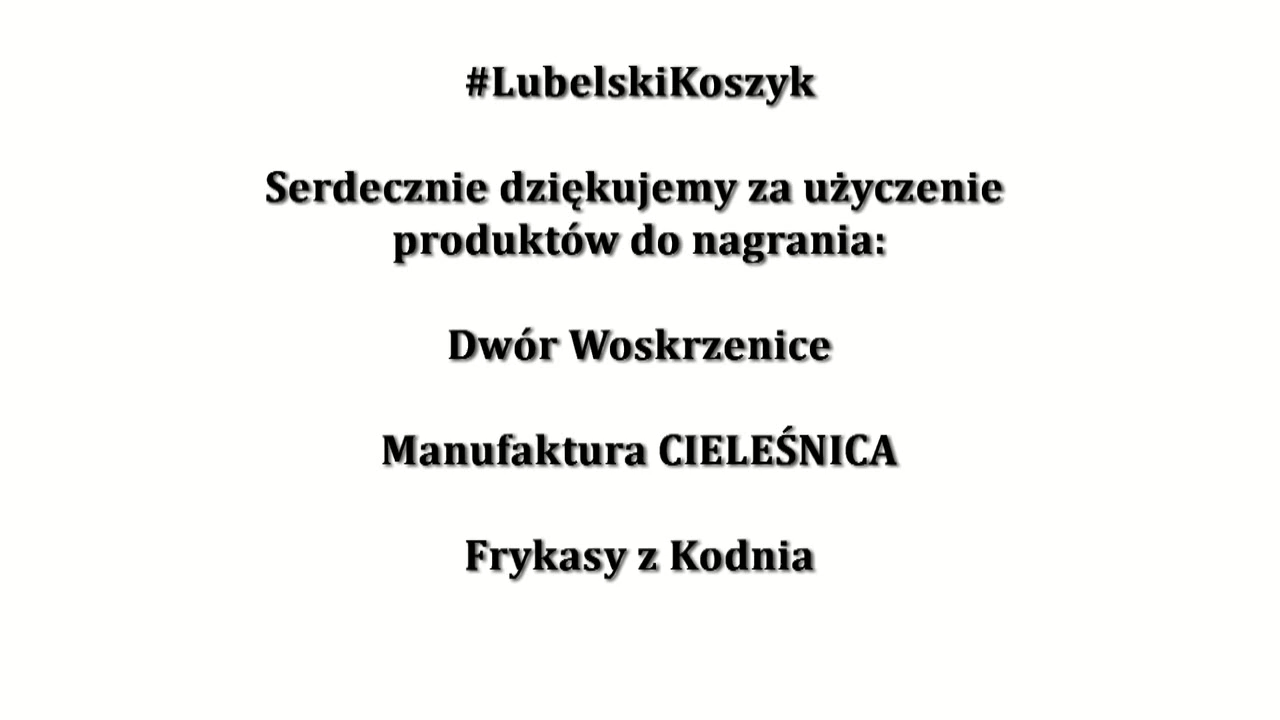 #LubelskiKoszyk
Serdecznie dziękujemy za użyczenie
produktów do nagrania:
Dwór Woskrzenice
Manufaktura CIELEŚNICA
Frykasy z Kodnia